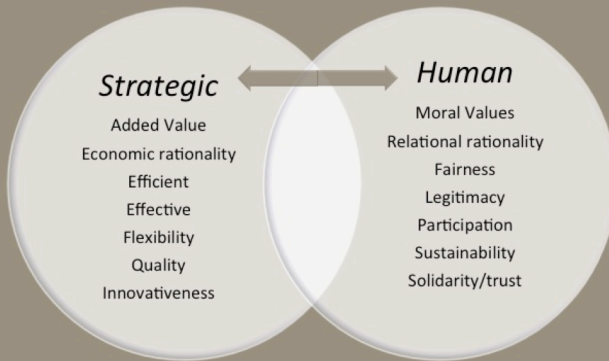 Strategic
Added Value
Economic rationality
Efficient
Effective
Flexibility
Quality
Innovativeness
Human
Moral Values
Relational rationality
Fairness
Legitimacy
Participation
Sustainability
Solidarity/trust